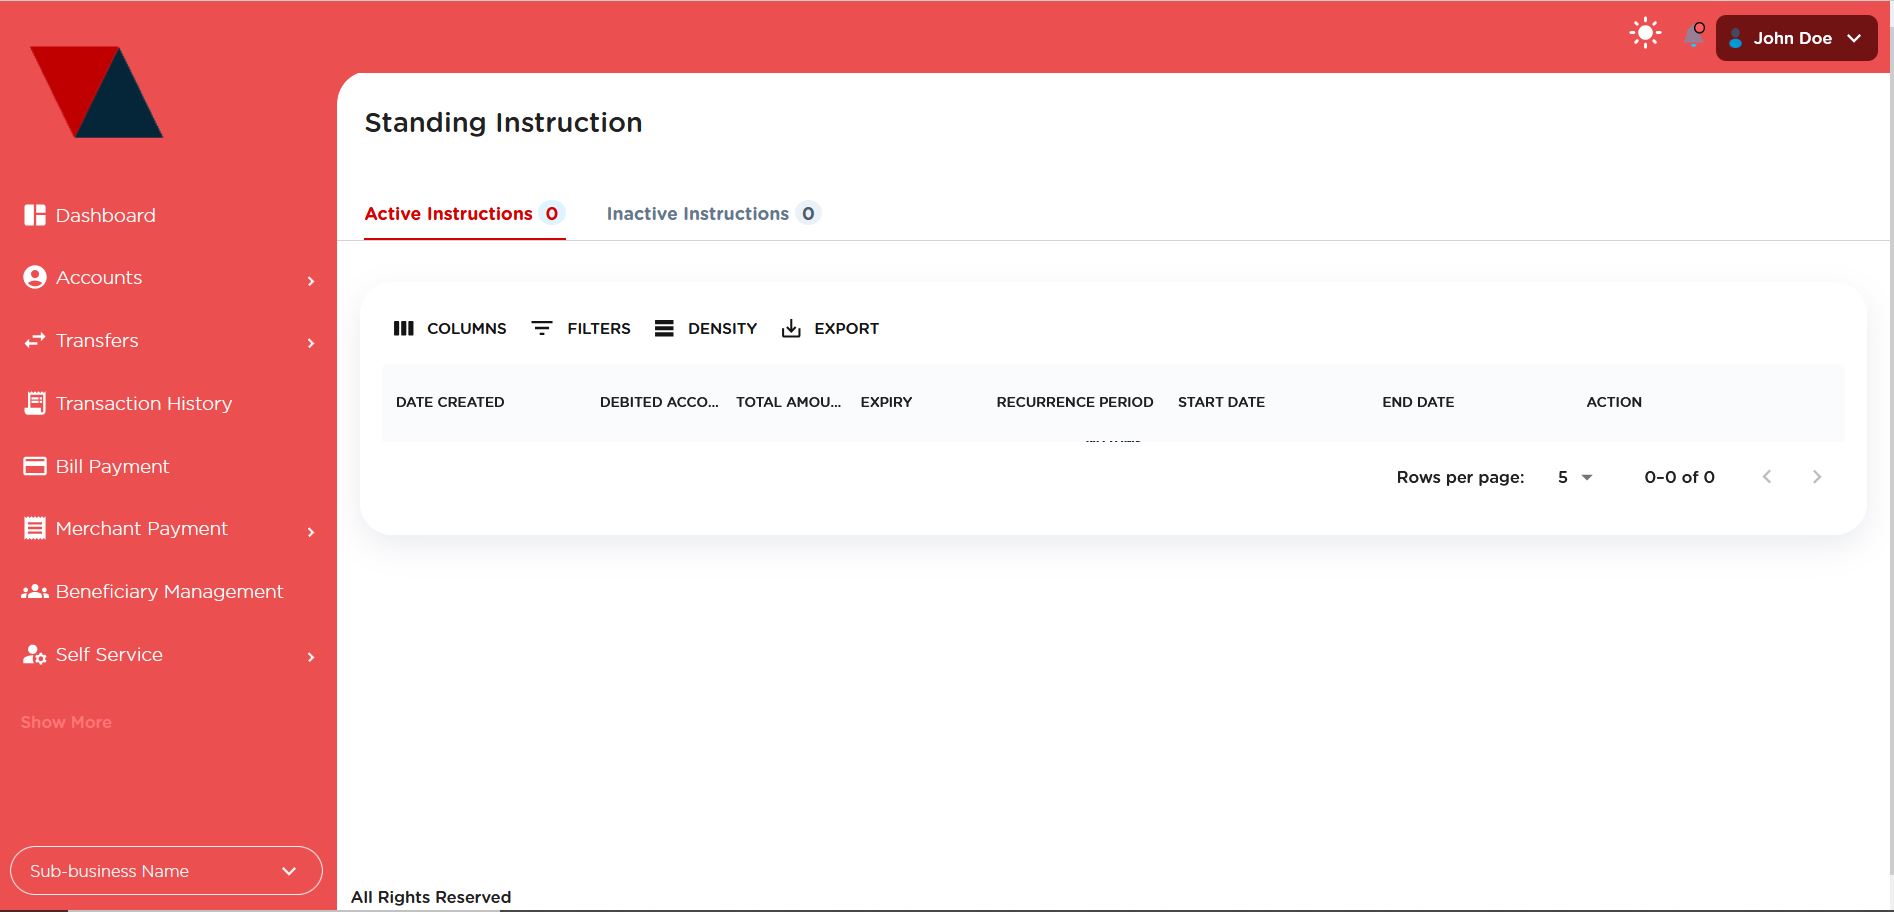 John Doe
Standing Instruction
Active Instructions 0
Inactive Instructions 0
Dashboard
Accounts
Transfers
Transaction History
Bill Payment
Merchant Payment
Beneficiary Management
Self Service
Show More
Sub-business Name
COLUMNS FILTERS DENSITY EXPORT
DATE CREATED DEBITED ACCO... TOTAL AMOU... EXPIRY RECURRENCE PERIOD START DATE END DATE ACTION
Rows per page: 5 0–0 of 0
All Rights Reserved